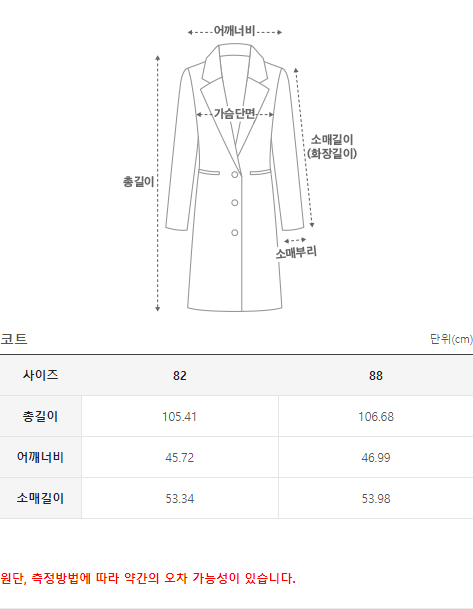 어깨너비
가슴단면
소매길이
(화장길이)
총길이
소매부리
코트 단위(cm)
사이즈 82 88
총길이 105.41 106.68
어깨너비 45.72 46.99
소매길이 53.34 53.98
원단, 측정방법에 따라 약간의 오차 가능성이 있습니다.